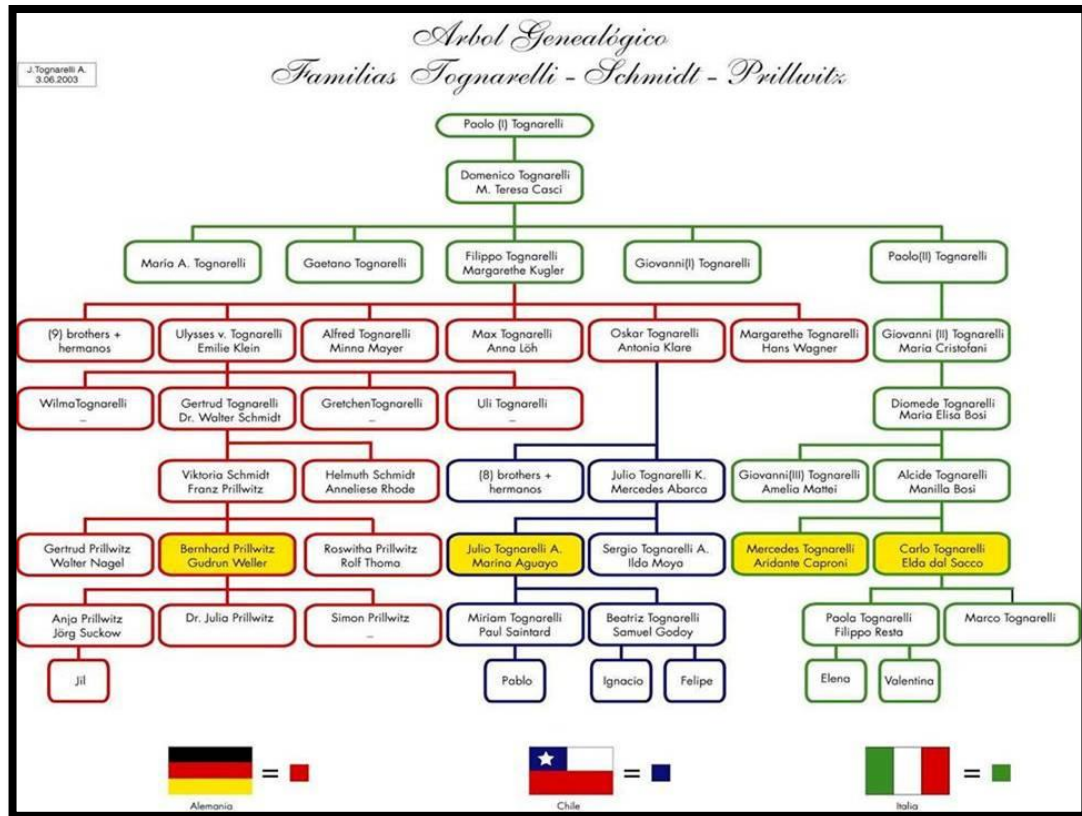 Arbol Genealógico
Familias Tognarelli - Schmidt - Prillwitz
J.Tognarelli A.
3.06.2003
Paolo (I) Tognarelli
Domenico Tognarelli
M. Teresa Casci
María A. Tognarelli
Gaetano Tognarelli
Filippo Tognarelli
Margarethe Kugler
Giovanni(I) Tognarelli
Paolo(II) Tognarelli
(9) brothers +
hermanos
Ulysses v. Tognarelli
Emilie Klein
Alfred Tognarelli
Minna Mayer
Max Tognarelli
Anna Löh
Oskar Tognarelli
Antonia Klare
Margarethe Tognarelli
Hans Wagner
Giovanni (II) Tognarelli
Maria Cristofani
WilmaTognarelli
_
Gertrud Tognarelli
Dr. Walter Schmidt
GretchenTognarelli
_
Uli Tognarelli
_
Diomede Tognarelli
Maria Elisa Bosi
Viktoria Schmidt
Franz Prillwitz
Helmuth Schmidt
Anneliese Rhode
(8) brothers +
hermanos
Julio Tognarelli K.
Mercedes Abarca
Giovanni(III) Tognarelli
Amelia Mattei
Alcide Tognarelli
Manilla Bosi
Gertrud Prillwitz
Walter Nagel
Bernhard Prillwitz
Gudrun Weller
Roswitha Prillwitz
Rolf Thoma
Julio Tognarelli A.
Marina Aguayo
Sergio Tognarelli A.
Ilda Moya
Mercedes Tognarelli
Aridante Caproni
Carlo Tognarelli
Elda dal Sacco
Anja Prillwitz
Jörg Suckow
Dr. Julia Prillwitz
Simon Prillwitz
_
Miriam Tognarelli
Paul Saintard
Beatriz Tognarelli
Samuel Godoy
Paola Tognarelli
Filippo Resta
Marco Tognarelli
Jil
Pablo
Ignacio
Felipe
Elena
Valentina
=
Alemania
=
Chile
=
Italia